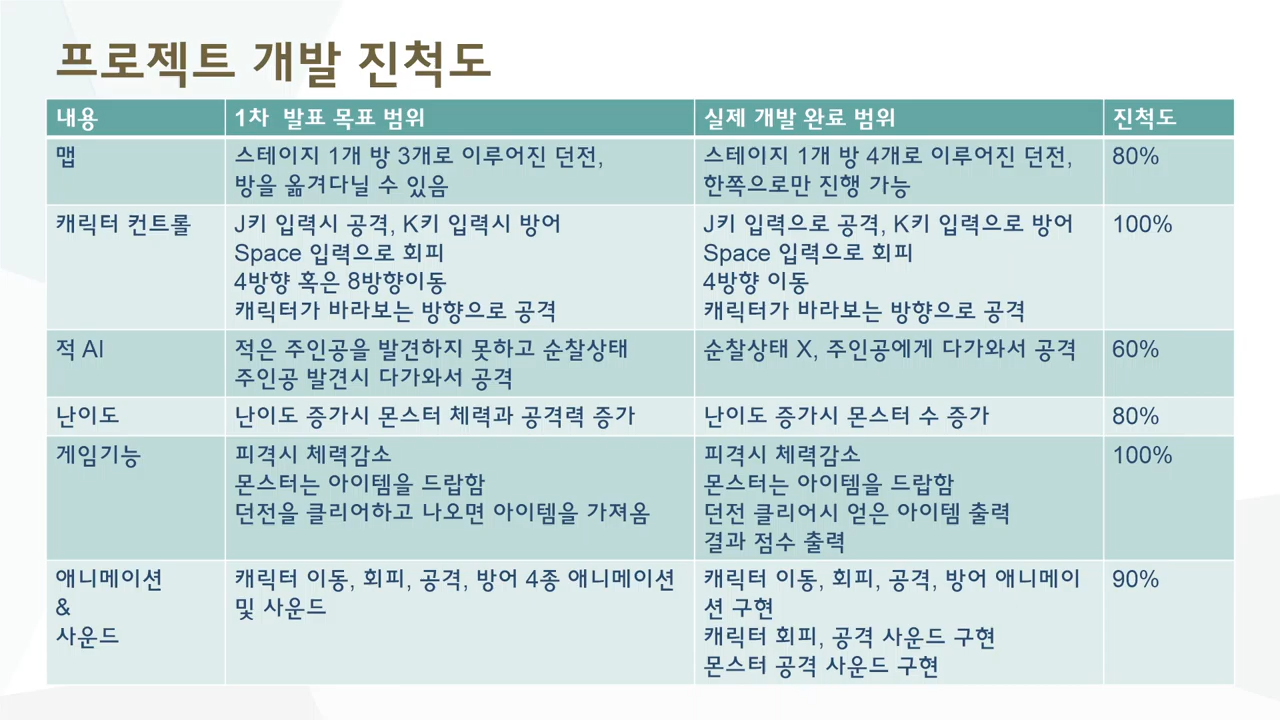 프로젝트 개발 진척도
내용
1차 발표 목표 범위
실제 개발 완료 범위
진척도
맵
스테이지 1개 방 3개로 이루어진 던전,
방을 옮겨다닐 수 있음
스테이지 1개 방 4개로 이루어진 던전,
한쪽으로만 진행 가능
80%
캐릭터 컨트롤
J키 입력시 공격, K키 입력시 방어
Space 입력으로 회피
4방향 혹은 8방향이동
캐릭터가 바라보는 방향으로 공격
J키 입력으로 공격, K키 입력으로 방어
Space 입력으로 회피
4방향 이동
캐릭터가 바라보는 방향으로 공격
100%
적 AI
적은 주인공을 발견하지 못하고 순찰상태
주인공 발견시 다가와서 공격
순찰상태 X, 주인공에게 다가와서 공격
60%
난이도
난이도 증가시 몬스터 체력과 공격력 증가
난이도 증가시 몬스터 수 증가
80%
게임기능
피격시 체력감소
몬스터는 아이템을 드랍함
던전을 클리어하고 나오면 아이템을 가져옴
피격시 체력감소
몬스터는 아이템을 드랍함
던전 클리어시 얻은 아이템 출력
결과 점수 출력
100%
애니메이션
&
사운드
캐릭터 이동, 회피, 공격, 방어 4종 애니메이션
및 사운드
캐릭터 이동, 회피, 공격, 방어 애니메이
션 구현
캐릭터 회피, 공격 사운드 구현
몬스터 공격 사운드 구현
90%